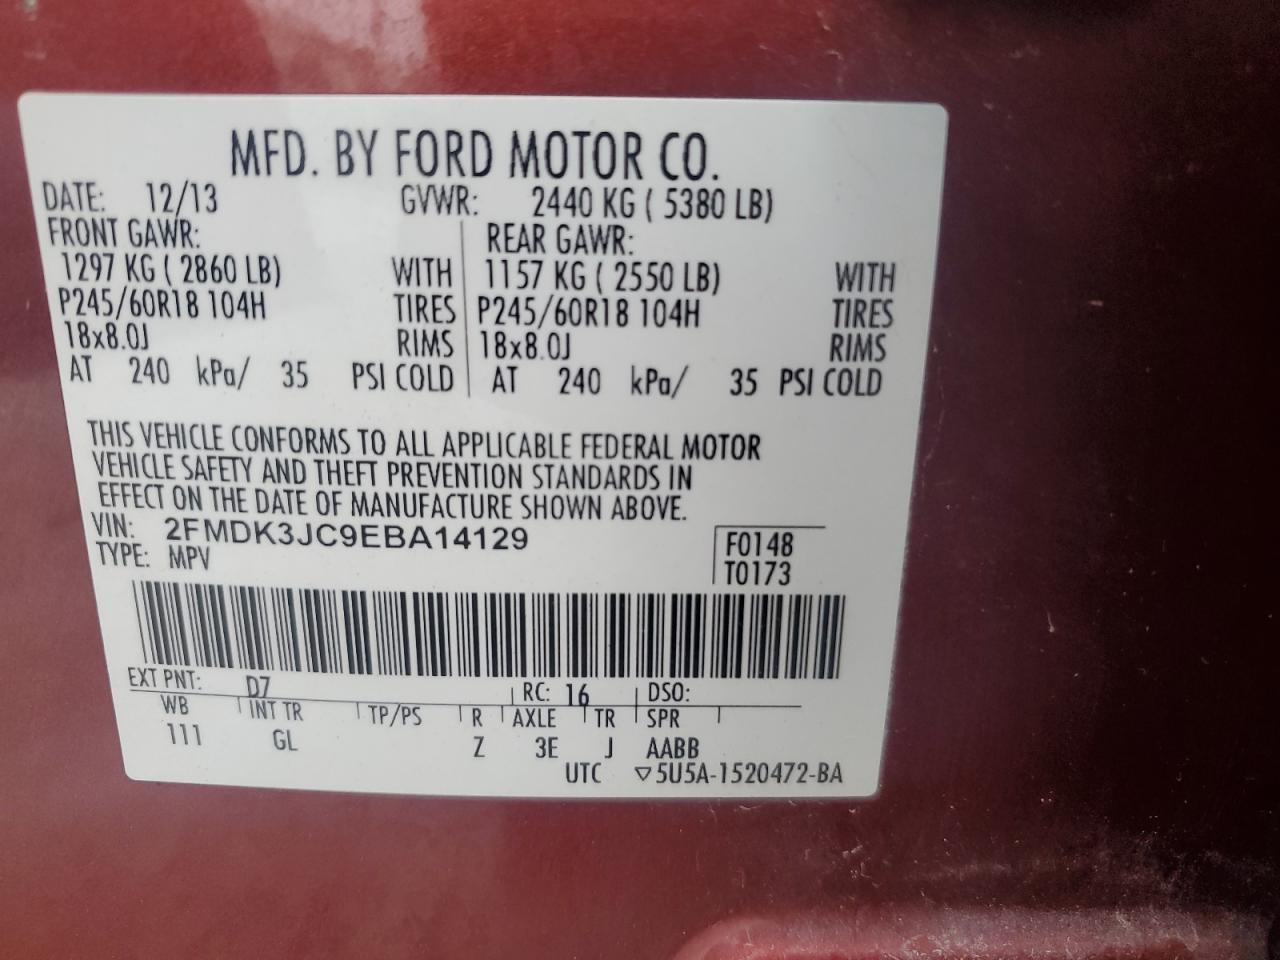 MFD. BY FORD MOTOR CO.
DATE: 12/13 GVWR: 2440 KG ( 5380 LB)
FRONT GAWR: REAR GAWR:
1297 KG ( 2860 LB) WITH 1157 KG ( 2550 LB) WITH
P245/60R18 104H TIRES P245/60R18 104H TIRES
18x8.0J RIMS 18x8.0J RIMS
AT 240 kPa/ 35 PSI COLD AT 240 kPa/ 35 PSI COLD
THIS VEHICLE CONFORMS TO ALL APPLICABLE FEDERAL MOTOR
VEHICLE SAFETY AND THEFT PREVENTION STANDARDS IN
EFFECT ON THE DATE OF MANUFACTURE SHOWN ABOVE.
VIN: 2FMDK3JC9EBA14129
TYPE: MPV
F0148
T0173
EXT PNT: D7 RC: 16 DSO:
WB INT TR TP/PS R AXLE TR SPR
111 GL Z 3E J AABB
UTC ▽5U5A-1520472-BA